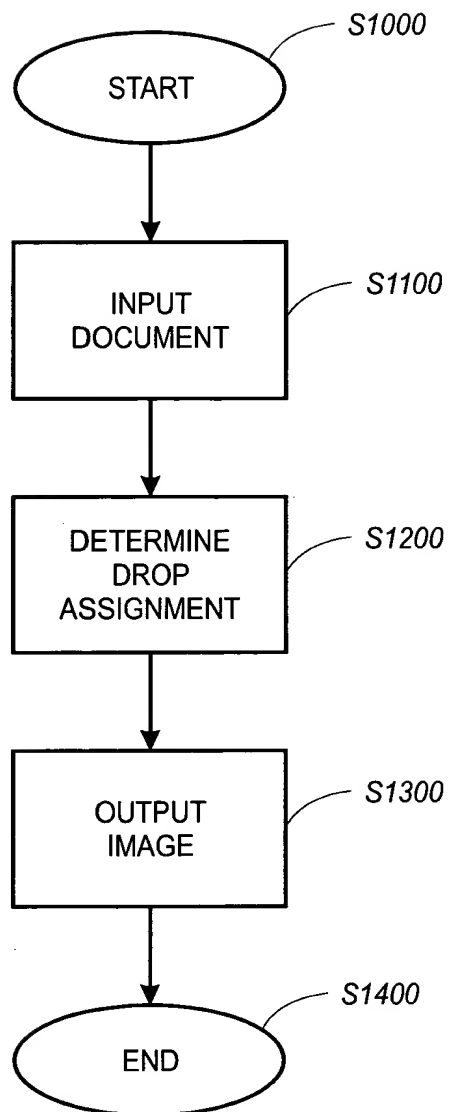 S1000
START
S1100
INPUT
DOCUMENT
S1200
DETERMINE
DROP
ASSIGNMENT
S1300
OUTPUT
IMAGE
S1400
END